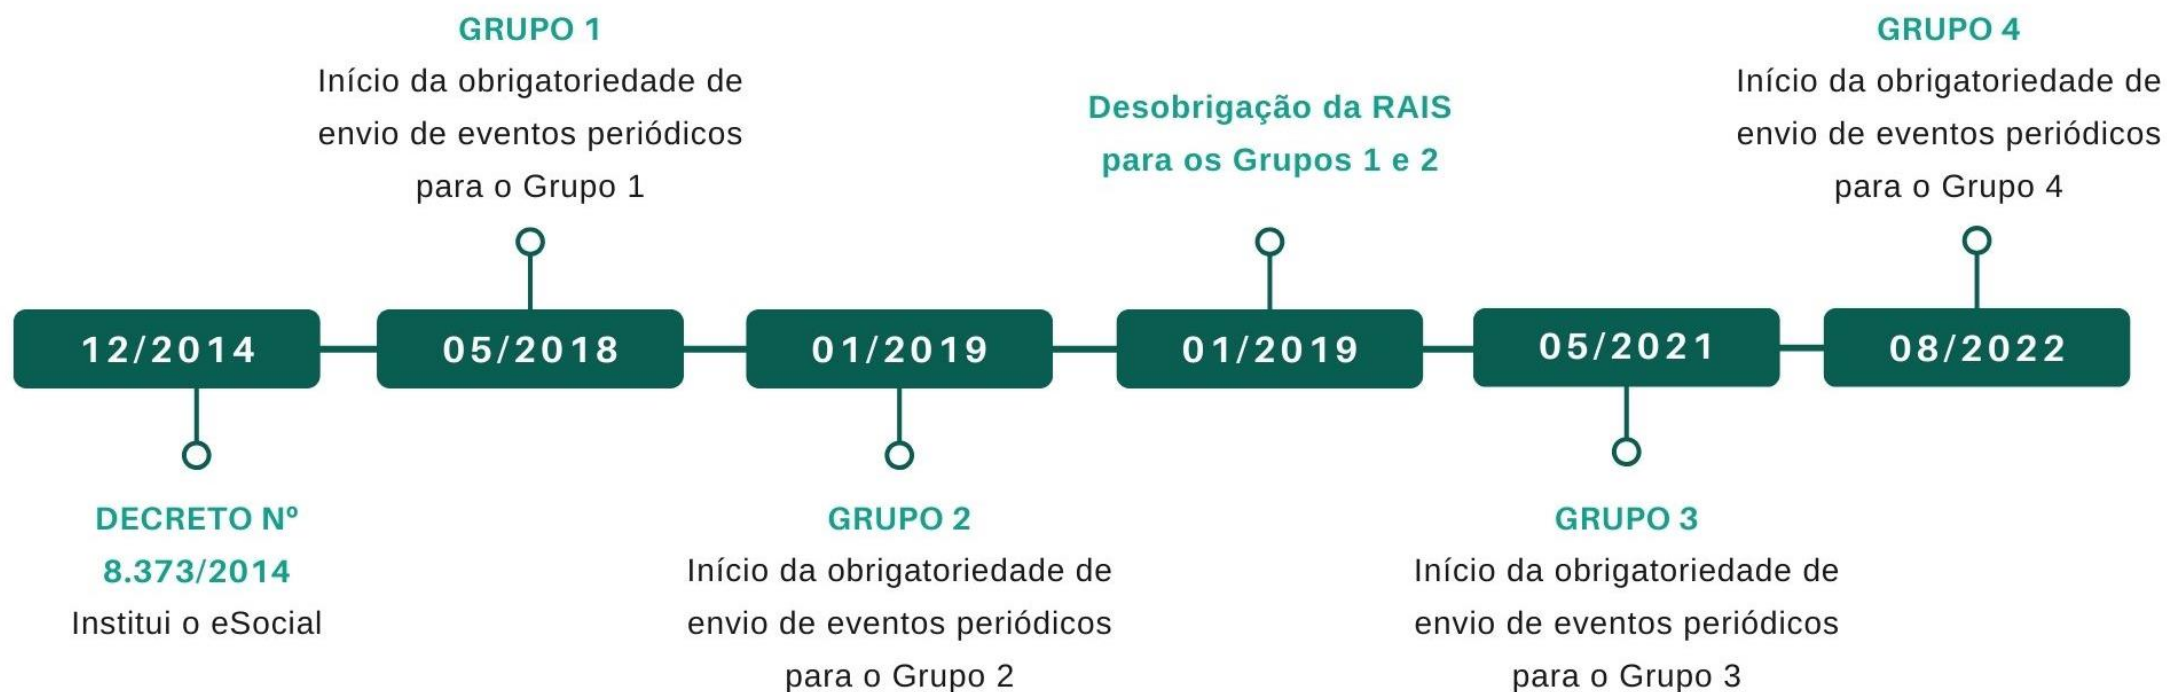 GRUPO 1
Início da obrigatoriedade de
envio de eventos periódicos
para o Grupo 1
Desobrigação da RAIS
para os Grupos 1 e 2
GRUPO 4
Início da obrigatoriedade de
envio de eventos periódicos
para o Grupo 4
12/2014
05/2018
01/2019
01/2019
05/2021
08/2022
DECRETO Nº
8.373/2014
Institui o eSocial
GRUPO 2
Início da obrigatoriedade de
envio de eventos periódicos
para o Grupo 2
GRUPO 3
Início da obrigatoriedade de
envio de eventos periódicos
para o Grupo 3